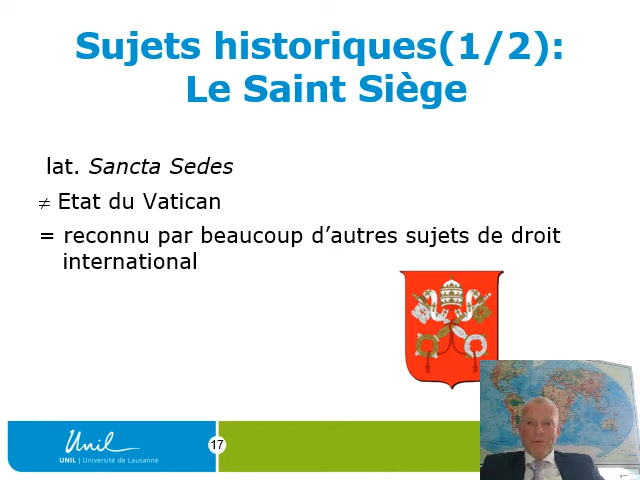 Sujets historiques(1/2):
Le Saint Siège
lat. Sancta Sedes
≠ Etat du Vatican
= reconnu par beaucoup d’autres sujets de droit
international
Unil
UNIL | Université de Lausanne
17